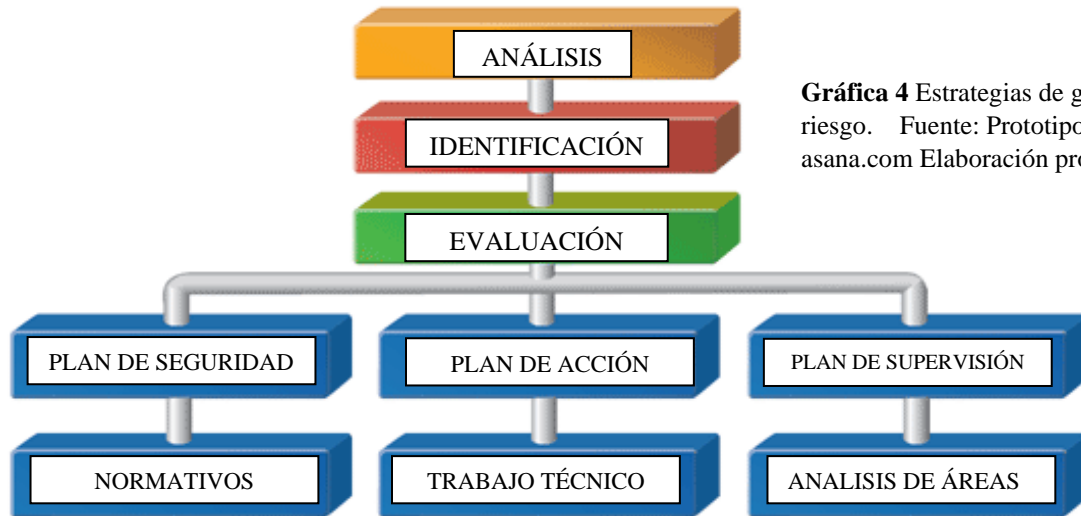 ANÁLISIS
Gráfica 4 Estrategias de
riesgo. Fuente: Prototipo
asana.com Elaboración
IDENTIFICACIÓN
EVALUACIÓN
PLAN DE SEGURIDAD
PLAN DE ACCIÓN
PLAN DE SUPERVISIÓN
NORMATIVOS
TRABAJO TÉCNICO
ANALISIS DE ÁREAS